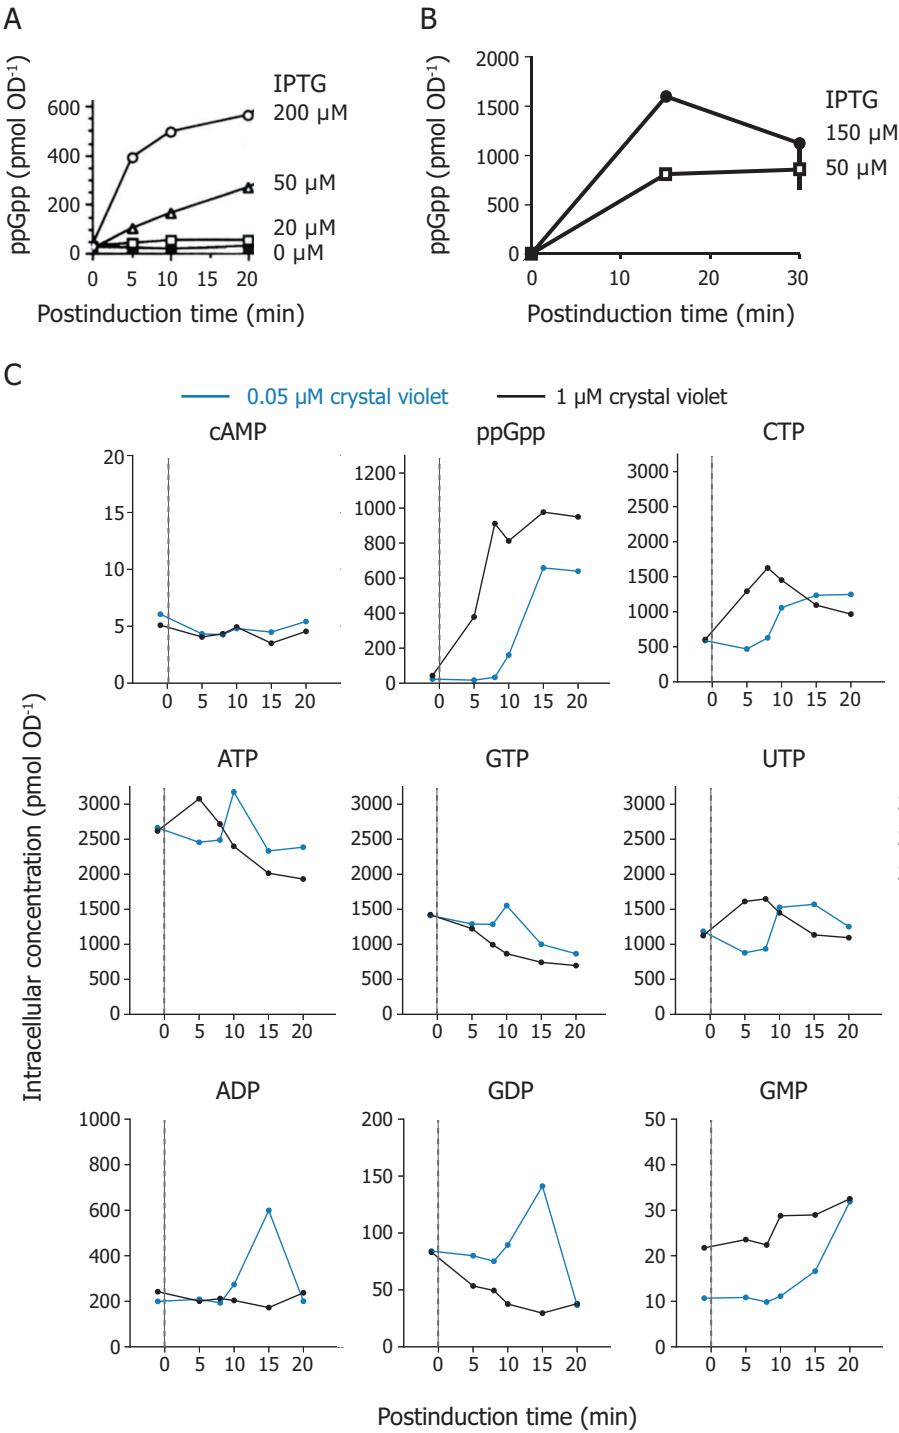 A
ppGpp (pmol OD-1)
600
400
200
0
0
5
10
15
20
IPTG
200 µM
50 µM
20 µM
0 µM
Postinduction time (min)
B
ppGpp (pmol OD-1)
2000
1500
1000
500
0
0
10
20
30
IPTG
150 µM
50 µM
Postinduction time (min)
C
0.05 µM crystal violet
1 µM crystal violet
Intracellular concentration (pmol OD-1)
cAMP
20
15
10
5
0
0 5 10 15 20
ppGpp
1200
1000
800
600
400
200
0
0 5 10 15 20
CTP
3000
2500
2000
1500
1000
500
0
0 5 10 15 20
ATP
3000
2500
2000
1500
1000
500
0
0 5 10 15 20
GTP
3000
2500
2000
1500
1000
500
0
0 5 10 15 20
UTP
3000
2500
2000
1500
1000
500
0
0 5 10 15 20
ADP
1000
800
600
400
200
0
0 5 10 15 20
GDP
200
150
100
50
0
0 5 10 15 20
GMP
50
40
30
20
10
0
0 5 10 15 20
Postinduction time (min)